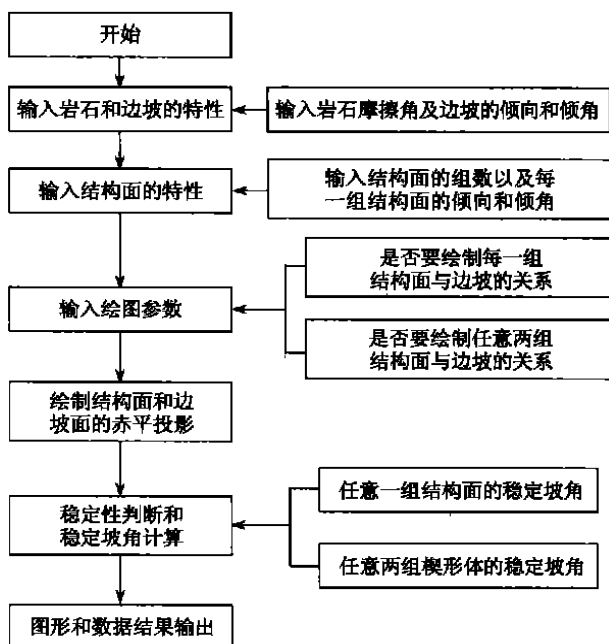 开始
输入岩石和边坡的特性
输入岩石摩擦角及边坡的倾向和倾角
输入结构面的特性
输入结构面的组数以及每
一组结构面的倾向和倾角
是否要绘制每一组
结构面与边坡的关系
输入绘图参数
是否要绘制任意两组
结构面与边坡的关系
绘制结构面和边
坡面的赤平投影
任意一组结构面的稳定坡角
稳定性判断和
稳定坡角计算
任意两组楔形体的稳定坡角
图形和数据结果输出